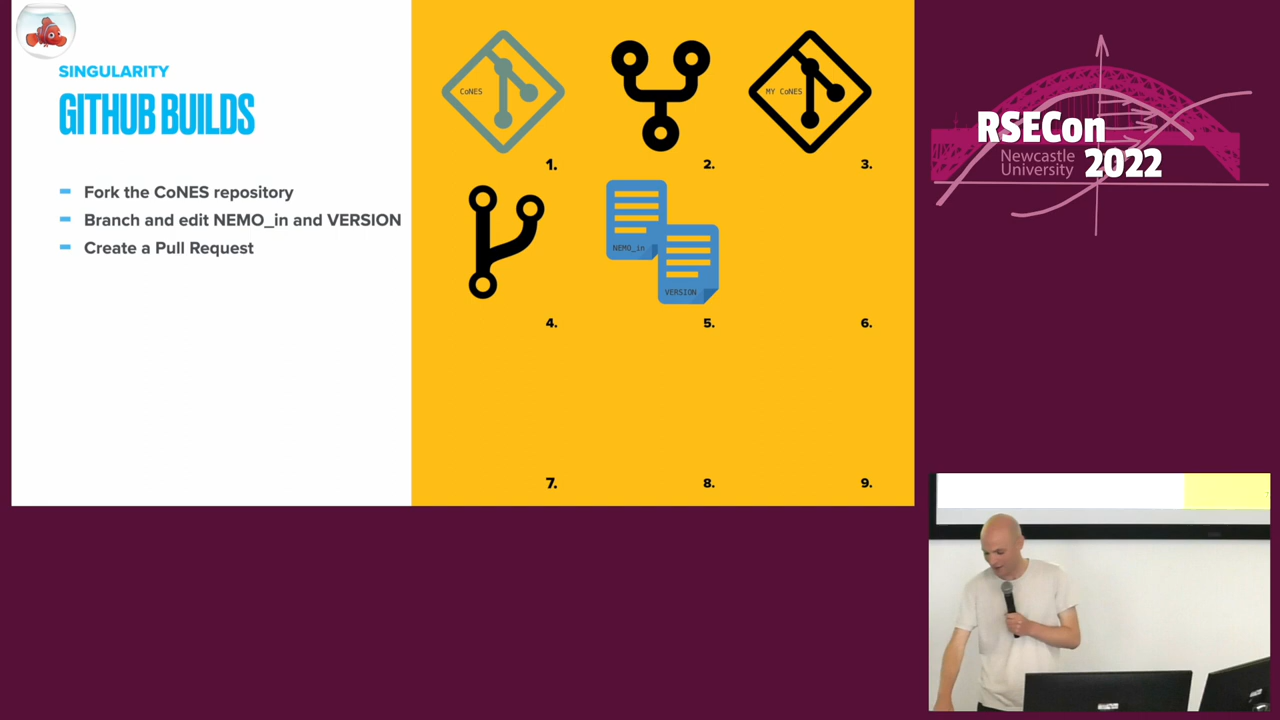 SINGULARITY
GITHUB BUILDS
Fork the CoNES repository
Branch and edit NEMO_in and VERSION
Create a Pull Request
CoNES
MY CoNES
1.
2.
3.
NEMO_in
VERSION
4.
5.
6.
7.
8.
9.
RSECon
Newcastle
University
2022